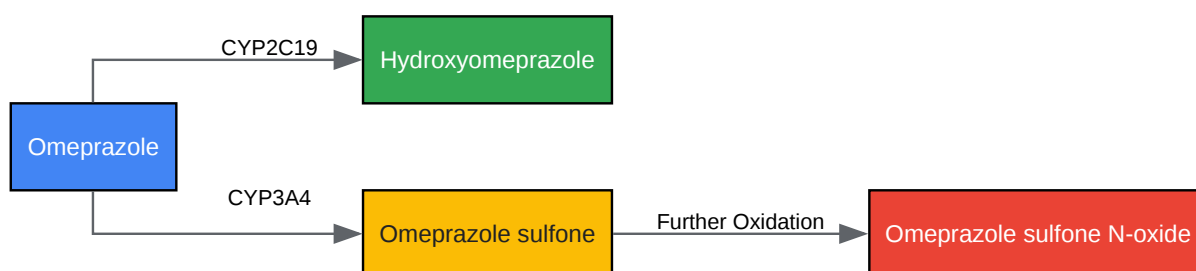 CYP2C19
Hydroxyomeprazole
Omeprazole
CYP3A4
Omeprazole sulfone
Further Oxidation
Omeprazole sulfone N-oxide